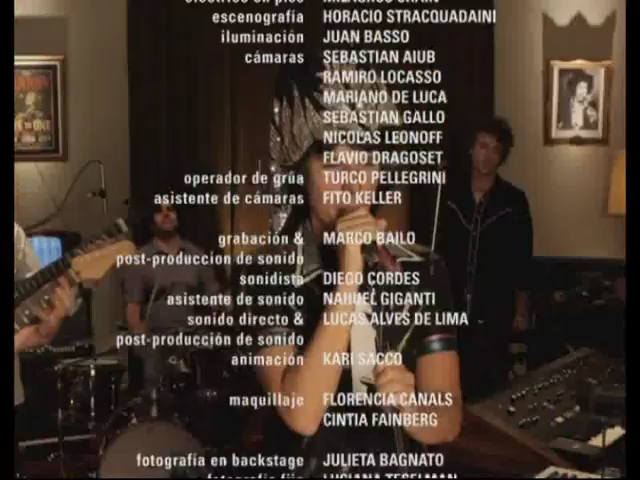 escenografía HORACIO STRACQUADAINI
iluminación JUAN BASSO
cámaras SEBASTIAN AIUB
RAMIRO LOCASSO
MARIANO DE LUCA
SEBASTIAN GALLO
NICOLAS LEONOFF
FLAVIO DRAGOSET
operador de grúa TURCO PELLEGRINI
asistente de cámaras FITO KELLER
grabación & MARCO BAILO
post-produccion de sonido
sonidista DIEGO CORDES
asistente de sonido NAHUEL GIGANTI
sonido directo & LUCAS ALVES DE LIMA
post-producción de sonido
animación KARI SACCO
maquillaje FLORENCIA CANALS
CINTIA FAINBERG
fotografía en backstage JULIETA BAGNATO